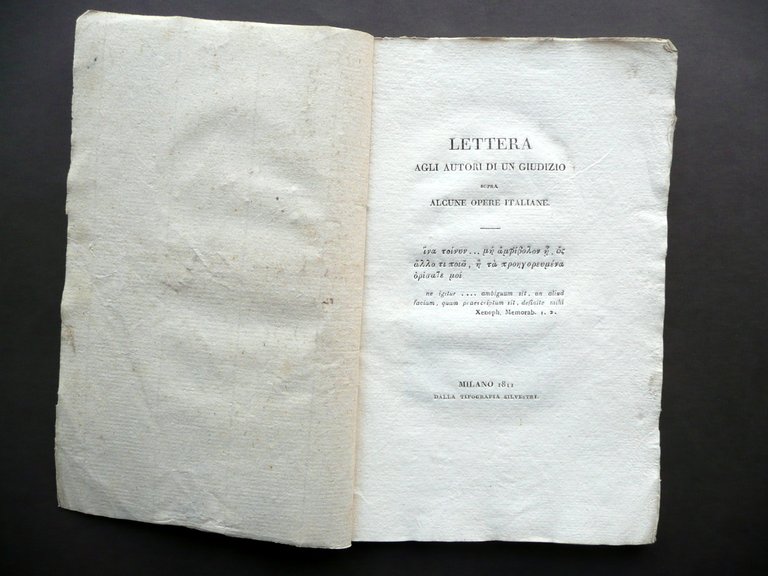 LETTERA
AGLI AUTORI DI UN GIUDIZIO
SOPRA
ALCUNE OPERE ITALIANE.
ἵνα τοίνυν... μὴ ἀμφίβολον ᾖ, ὡς
ἄλλο τι ποιῶ, ἢ τὰ προηγορευμένα
ὁρίσατε μοι
ne igitur .... ambiguum sit, an aliud
faciam, quam praescriptum sit, definite mihi
Xenoph. Memorab. 1. 2.
MILANO 1811
DALLA TIPOGRAFIA SILVESTRI.